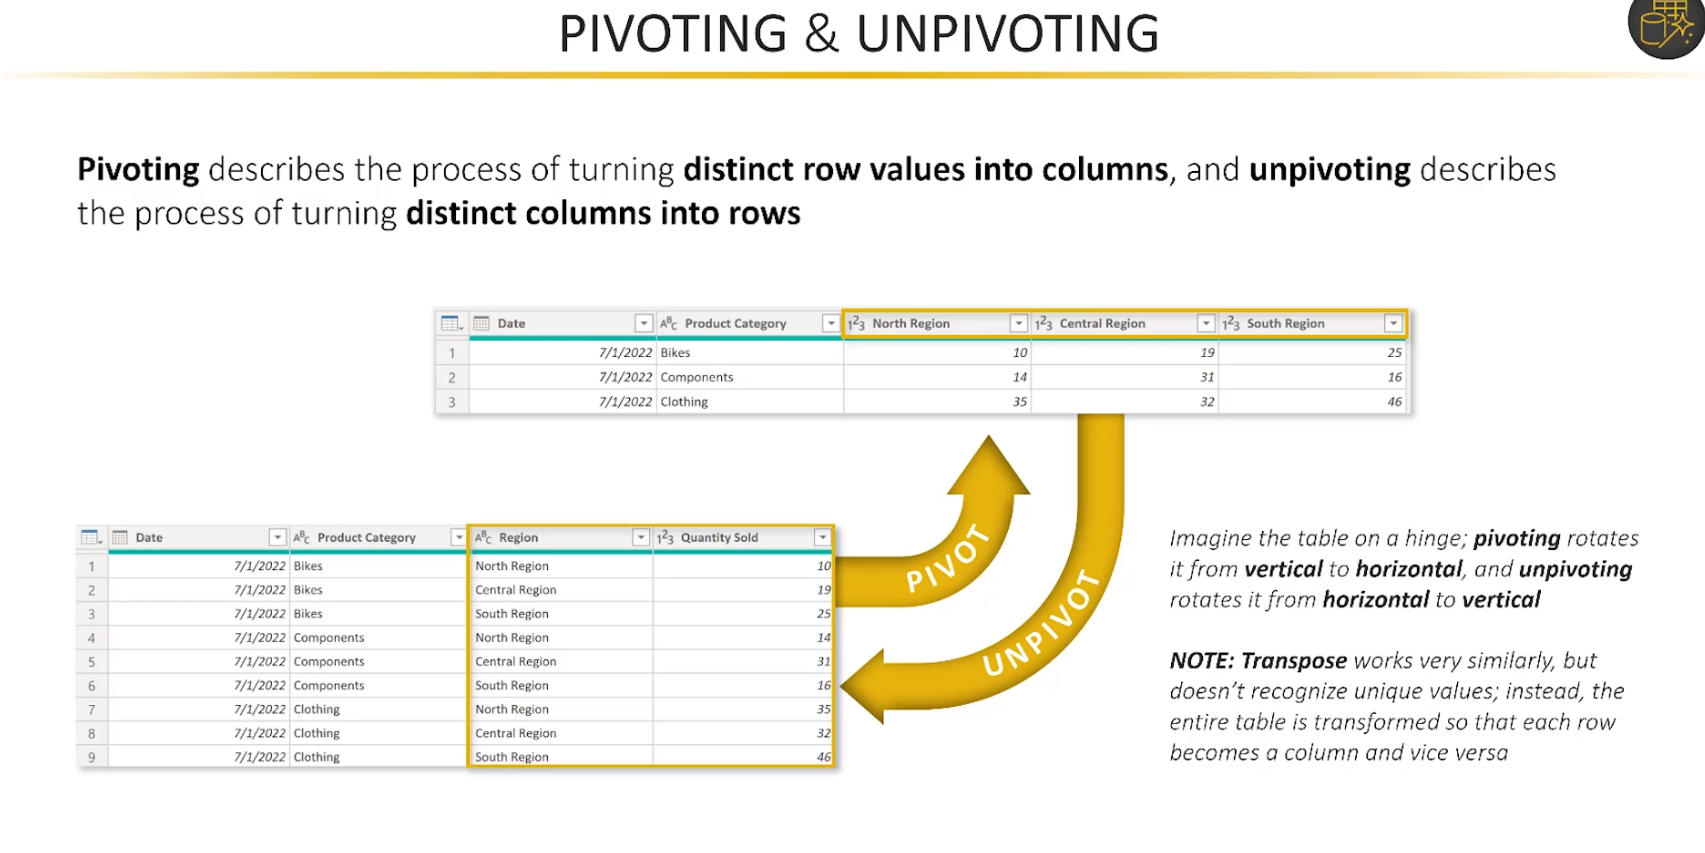 PIVOTING & UNPIVOTING
Pivoting describes the process of turning distinct row values into columns, and unpivoting describes
the process of turning distinct columns into rows
Date ABC Product Category 123 North Region 123 Central Region 123 South Region
1 7/1/2022 Bikes 10 19 25
2 7/1/2022 Components 14 31 16
3 7/1/2022 Clothing 35 32 46
PIVOT
UNPIVOT
Date ABC Product Category ABC Region 123 Quantity Sold
1 7/1/2022 Bikes North Region 10
2 7/1/2022 Bikes Central Region 19
3 7/1/2022 Bikes South Region 25
4 7/1/2022 Components North Region 14
5 7/1/2022 Components Central Region 31
6 7/1/2022 Components South Region 16
7 7/1/2022 Clothing North Region 35
8 7/1/2022 Clothing Central Region 32
9 7/1/2022 Clothing South Region 46
Imagine the table on a hinge; pivoting rotates
it from vertical to horizontal, and unpivoting
rotates it from horizontal to vertical
NOTE: Transpose works very similarly, but
doesn't recognize unique values; instead, the
entire table is transformed so that each row
becomes a column and vice versa